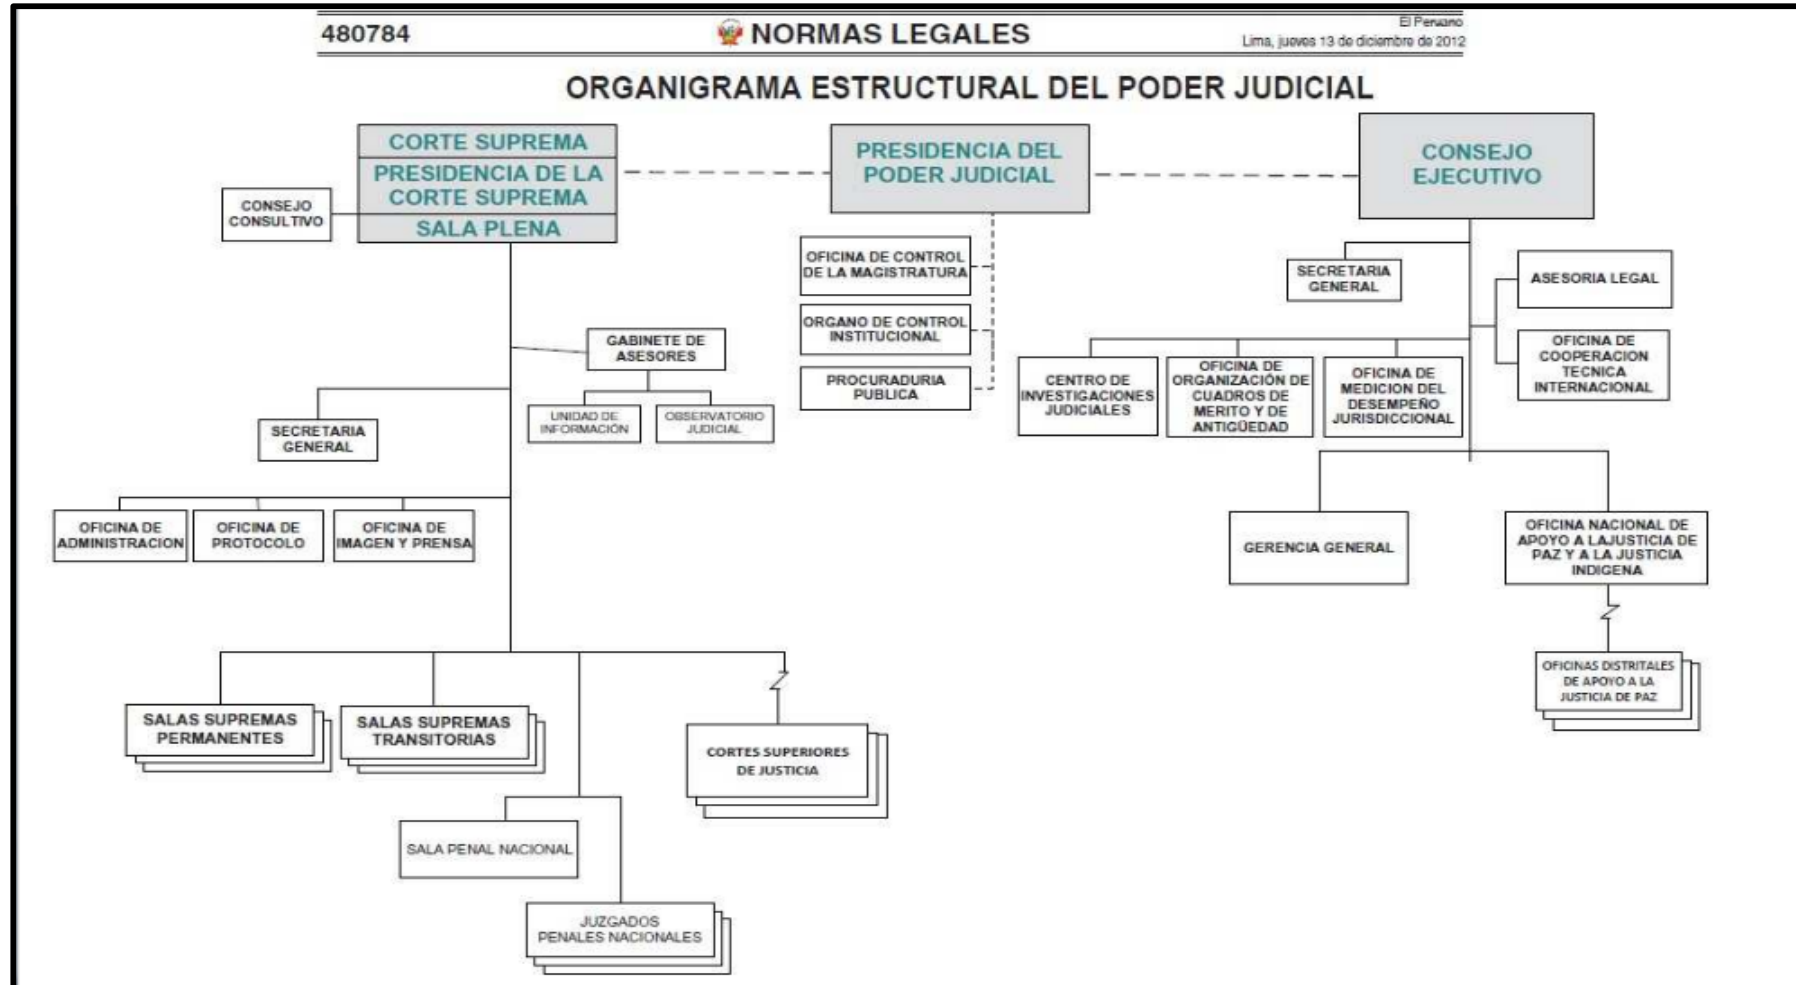 480784
NORMAS LEGALES
El Peruano
Lima, jueves 13 de diciembre de 2012
ORGANIGRAMA ESTRUCTURAL DEL PODER JUDICIAL
CORTE SUPREMA
PRESIDENCIA DE LA
CORTE SUPREMA
SALA PLENA
CONSEJO
CONSULTIVO
PRESIDENCIA DEL
PODER JUDICIAL
CONSEJO
EJECUTIVO
OFICINA DE CONTROL
DE LA MAGISTRATURA
ORGANO DE CONTROL
INSTITUCIONAL
PROCURADURIA
PUBLICA
SECRETARIA
GENERAL
ASESORIA LEGAL
OFICINA DE
COOPERACION
TECNICA
INTERNACIONAL
GABINETE DE
ASESORES
UNIDAD DE
INFORMACIÓN
OBSERVATORIO
JUDICIAL
CENTRO DE
INVESTIGACIONES
JUDICIALES
OFICINA DE
ORGANIZACIÓN DE
CUADROS DE
MERITO Y DE
ANTIGÜEDAD
OFICINA DE
MEDICION DEL
DESEMPEÑO
JURISDICCIONAL
SECRETARIA
GENERAL
OFICINA DE
ADMINISTRACION
OFICINA DE
PROTOCOLO
OFICINA DE
IMAGEN Y PRENSA
GERENCIA GENERAL
OFICINA NACIONAL DE
APOYO A LAJUSTICIA DE
PAZ Y A LA JUSTICIA
INDIGENA
OFICINAS DISTRITALES
DE APOYO A LA
JUSTICIA DE PAZ
SALAS SUPREMAS
PERMANENTES
SALAS SUPREMAS
TRANSITORIAS
CORTES SUPERIORES
DE JUSTICIA
SALA PENAL NACIONAL
JUZGADOS
PENALES NACIONALES